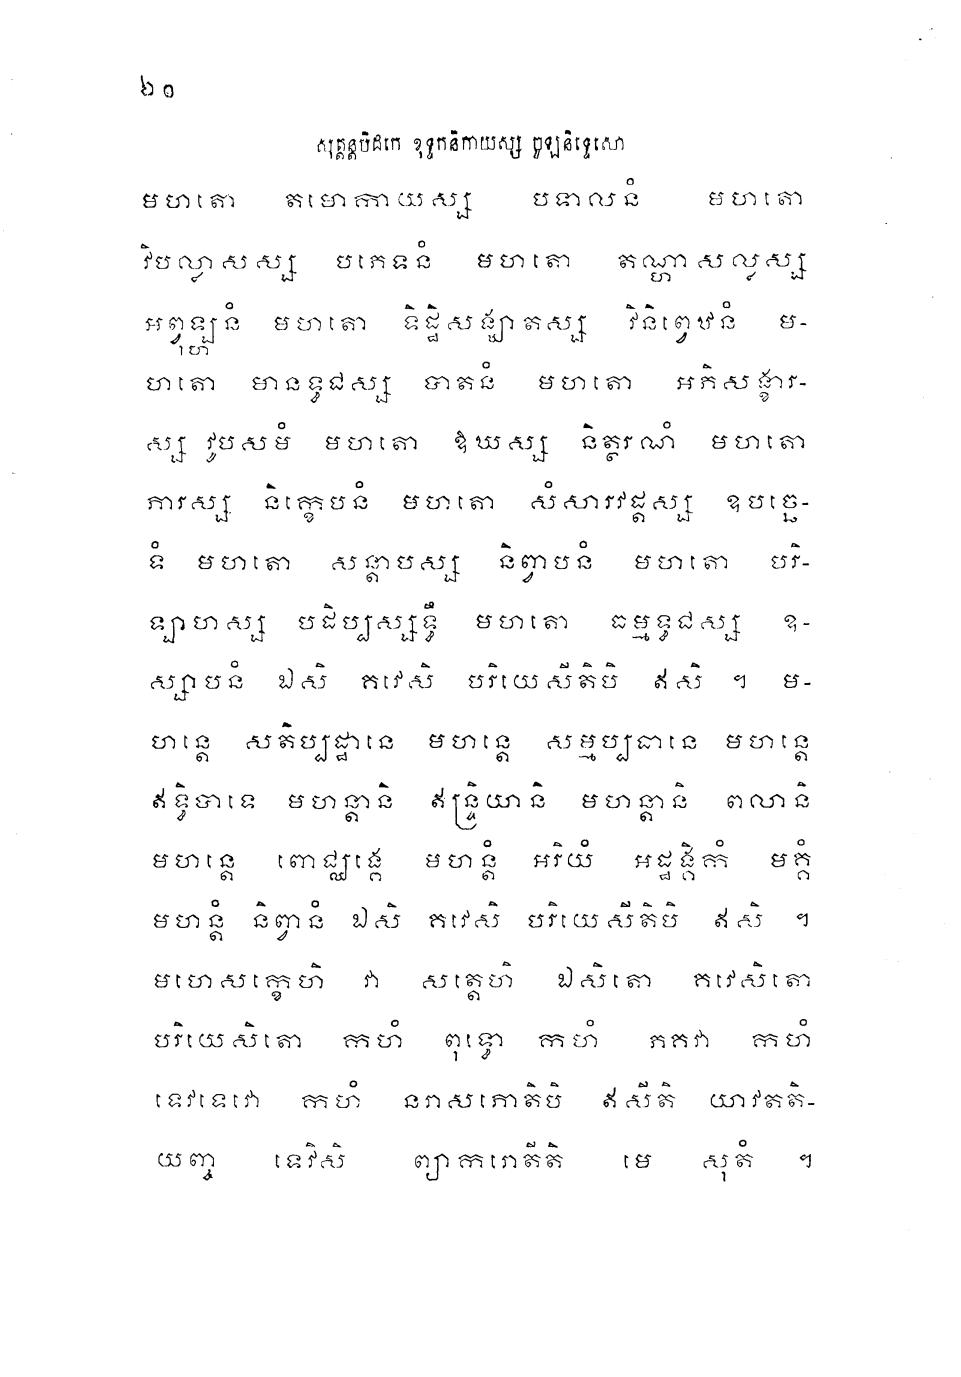 ៦០
សុត្តន្តបិដកេ ខុទ្ទកនិកាយស្ស ចូឡនិទ្ទេសោ
មហតោ តមោកាយស្ស បទាលនំ មហតោ
វិបល្លាសស្ស បភេទនំ មហតោ តណ្ហាសល្លស្ស
អព្វុឡ្ហនំ មហតោ ទិដ្ឋិសង្ឃាតស្ស វិនិព្វេឋនំ ម-
ហតោ មានទ្ធជស្ស បាតនំ មហតោ អភិសង្ខារ-
ស្ស វូបសមំ មហតោ ឱឃស្ស និត្ថរណំ មហតោ
ភារស្ស និក្ខេបនំ មហតោ សំសារវដ្តស្ស ឧបច្ឆេ-
ទំ មហតោ សន្តាបស្ស និព្វាបនំ មហតោ បរិ-
ឡាហស្ស បដិប្បស្សទ្ធឹ មហតោ ធម្មទ្ធជស្ស ឧ-
ស្សាបនំ ឯសិ គវេសិ បរិយេសីតិបិ ឥសិ ។ ម-
ហន្តេ សតិប្បដ្ឋានេ មហន្តេ សម្មប្បធានេ មហន្តេ
ឥទ្ធិបាទេ មហន្តានិ ឥន្ទ្រិយានិ មហន្តានិ ពលានិ
មហន្តេ ពោជ្ឈង្គេ មហន្តំ អរិយំ អដ្ឋង្គិកំ មគ្គំ
មហន្តំ និព្វានំ ឯសិ គវេសិ បរិយេសីតិបិ ឥសិ ។
មហេសក្ខេហិ វា សត្តេហិ ឯសិតោ គវេសិតោ
បរិយេសិតោ កហំ ពុទ្ធោ កហំ ភគវា កហំ
ទេវទេវោ កហំ នរាសភោតិបិ ឥសីតិ យាវតតិ-
យញ្ច ទេវិសិ ព្យាករោតីតិ មេ សុតំ ។